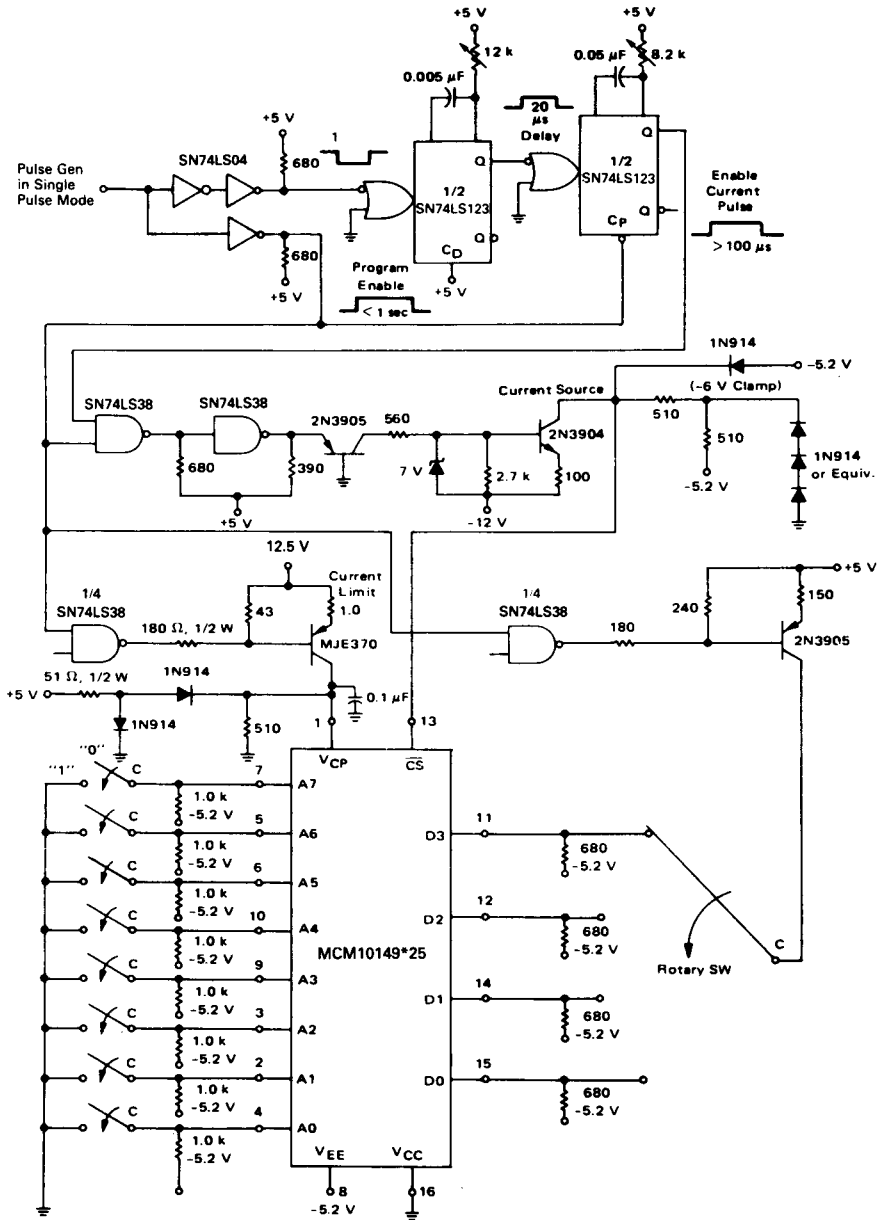 +5 V
+5 V
12 k
8.2 k
0.005 µF
0.05 µF
+5 V
SN74LS04
680
1
20 µs Delay
Pulse Gen
in Single
Pulse Mode
Q
1/2
SN74LS123
Q
CD
+5 V
Q
1/2
SN74LS123
Q
CP
Enable
Current
Pulse
> 100 µs
680
+5 V
Program
Enable
< 1 sec
1N914
-5.2 V
(~6 V Clamp)
SN74LS38
SN74LS38
2N3905
560
Current Source
2N3904
510
510
-5.2 V
1N914
or Equiv.
680
390
+5 V
7 V
2.7 k
100
-12 V
12.5 V
Current
Limit
1.0
43
1/4
SN74LS38
180 Ω, 1/2 W
MJE370
1/4
SN74LS38
180
240
150
+5 V
2N3905
51 Ω, 1/2 W
+5 V
1N914
1N914
510
0.1 µF
1
13
VCP
CS
"1"
"0"
C
7
A7
1.0 k
-5.2 V
C
5
A6
1.0 k
-5.2 V
C
6
A5
1.0 k
-5.2 V
C
10
A4
1.0 k
-5.2 V
C
9
A3
1.0 k
-5.2 V
C
3
A2
1.0 k
-5.2 V
C
2
A1
1.0 k
-5.2 V
C
4
A0
1.0 k
-5.2 V
MCM10149*25
D3
11
680
-5.2 V
D2
12
680
-5.2 V
D1
14
680
-5.2 V
D0
15
680
-5.2 V
Rotary SW
C
VEE
VCC
8
-5.2 V
16